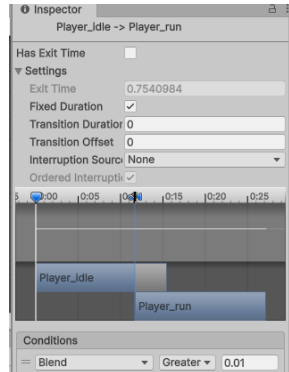 Inspector
Player_idle -> Player_run
Has Exit Time
Settings
Exit Time 0.7540984
Fixed Duration
Transition Duration 0
Transition Offset 0
Interruption Sourc None
Ordered Interrupti
5 0:00 0:05 0:15 0:20 0:25
Player_idle
Player_run
Conditions
= Blend Greater 0.01